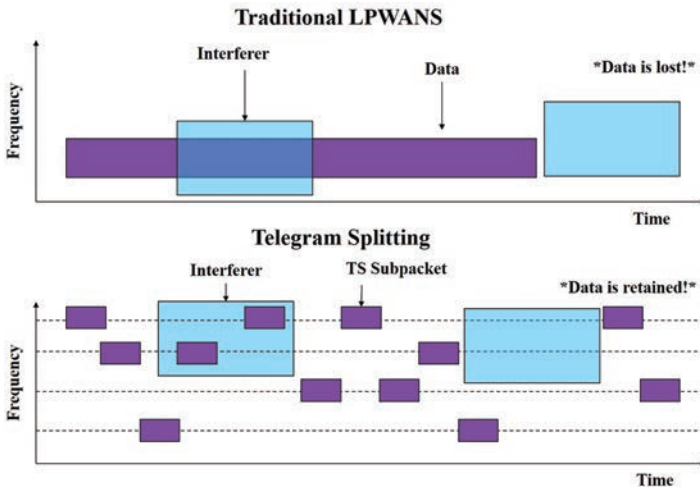 Traditional LPWANS
Interferer
Data
*Data is lost!*
Frequency
Time
Telegram Splitting
Interferer
TS Subpacket
*Data is retained!*
Frequency
Time